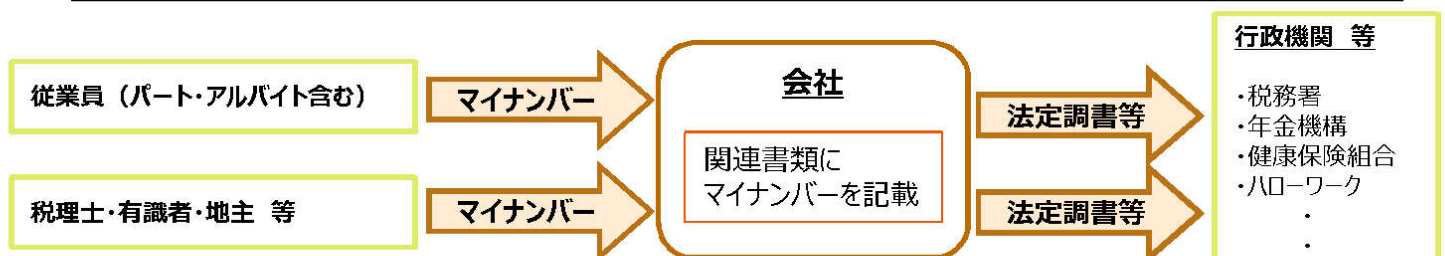 従業員（パート・アルバイト含む）
マイナンバー
税理士・有識者・地主　等
マイナンバー
会社
関連書類に
マイナンバーを記載
法定調書等
法定調書等
行政機関　等
・税務署
・年金機構
・健康保険組合
・ハローワーク
・
・